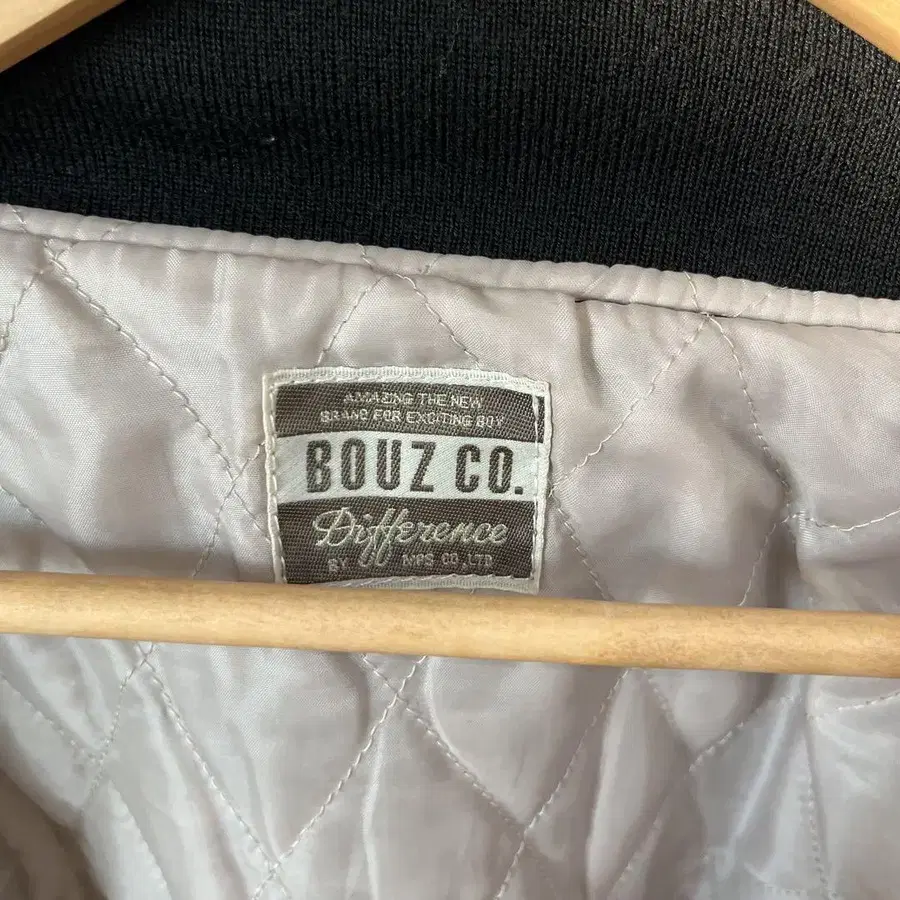 AMAZING THE NEW
BRAND FOR EXCITING BOY
BOUZ CO.
Difference
BY MPS CO.,LTD